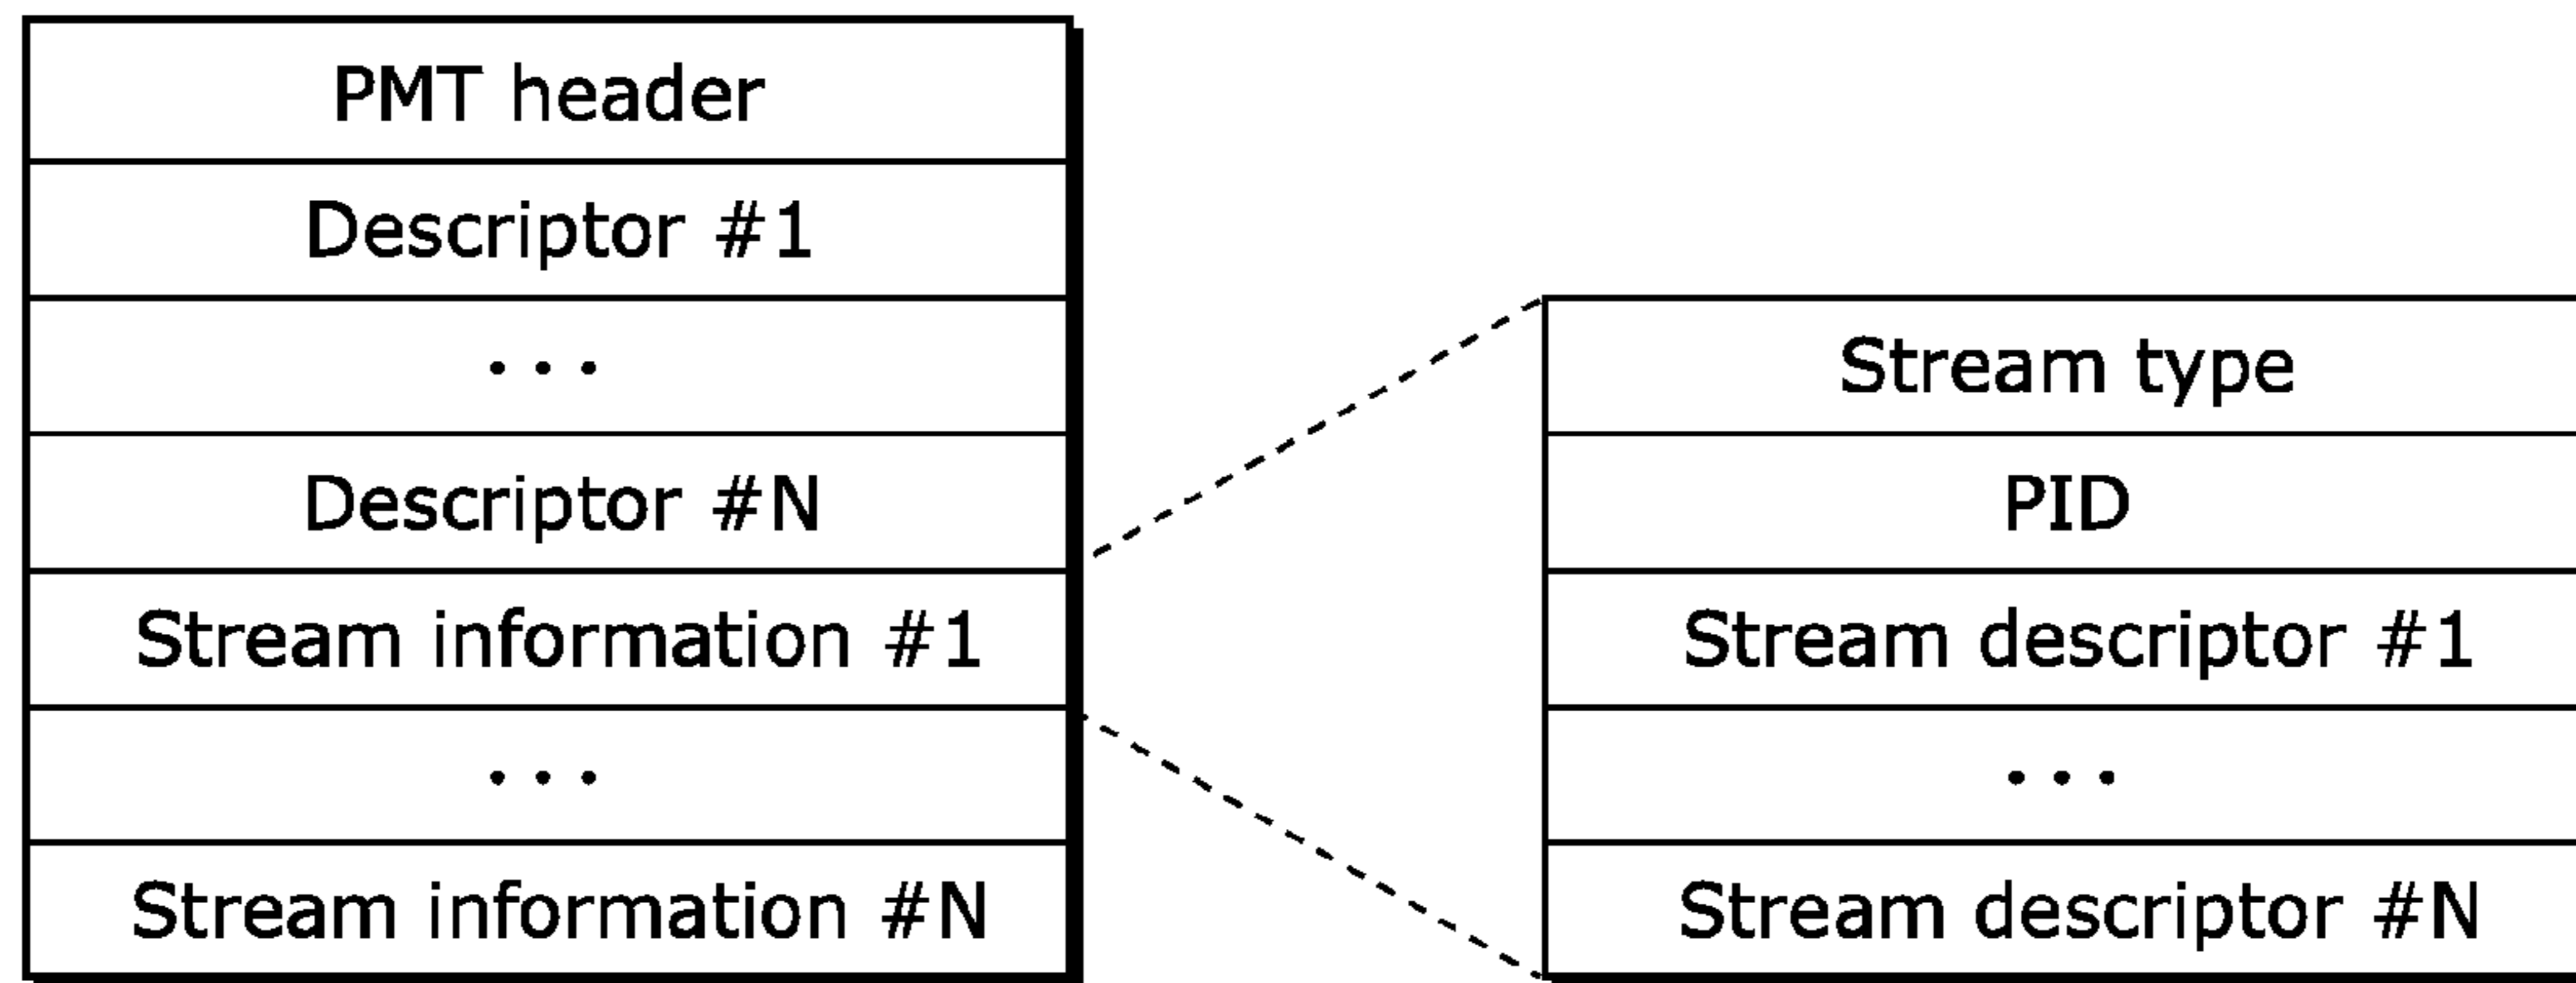 PMT header
Descriptor #1
...
Descriptor #N
Stream information #1
...
Stream information #N
Stream type
PID
Stream descriptor #1
...
Stream descriptor #N